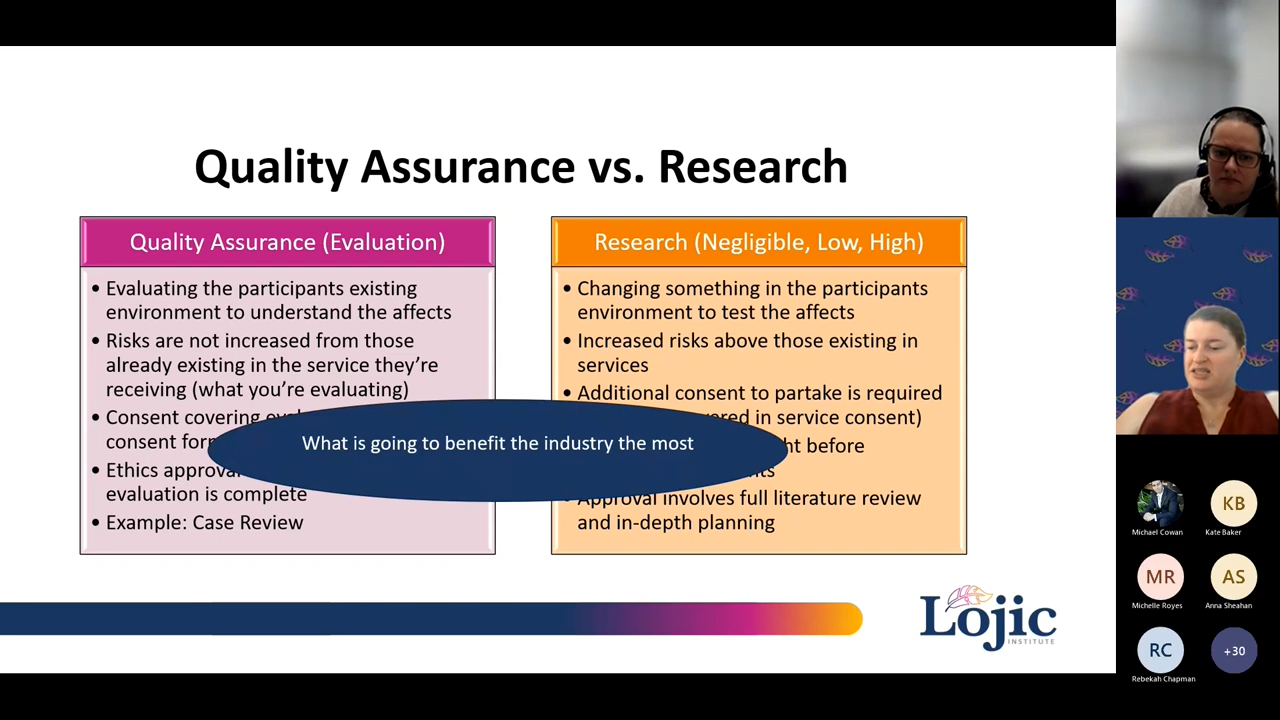 Quality Assurance vs. Research
Quality Assurance (Evaluation)
• Evaluating the participants existing
environment to understand the affects
• Risks are not increased from those
already existing in the service they're
receiving (what you're evaluating)
• Consent covering
consent
• Ethics
evaluation is complete
• Example: Case Review
Research (Negligible, Low, High)
• Changing something in the participants
environment to test the affects
• Increased risks above those existing in
services
• Additional consent to partake is required
in service consent)
before
• Approval involves full literature review
and in-depth planning
What is going to benefit the industry the most
Lojic
INSTITUTE
KB
Michael Cowan
Kate Baker
MR
AS
Michelle Royes
Anna Sheahan
RC
+30
Rebekah Chapman